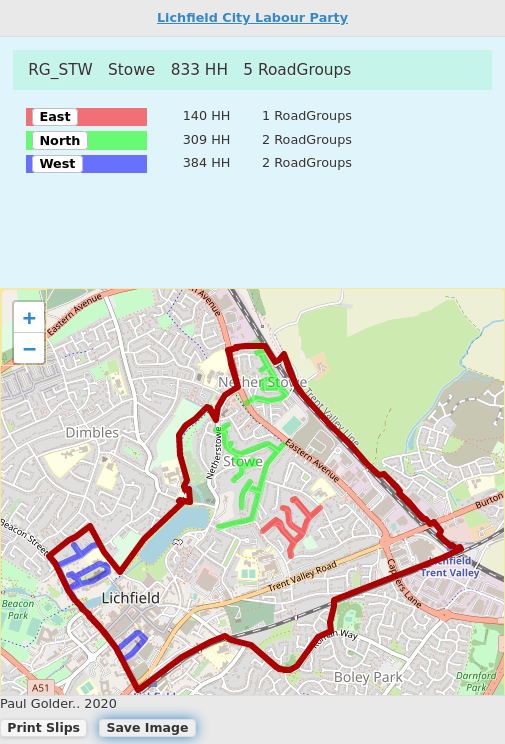 Lichfield City Labour Party
RG_STW Stowe 833 HH 5 RoadGroups
East 140 HH 1 RoadGroups
North 309 HH 2 RoadGroups
West 384 HH 2 RoadGroups
+
−
Eastern Avenue
Avenue
Nether Stowe
Trent Valley Line
Dimbles
Netherstowe
Stowe
Eastern Avenue
Burton
Beacon Street
Cappers Lane
Lichfield
Trent Valley
Trent Valley Road
Beacon
Park
Lichfield
Way
Boley Park
Darnford
Park
A51
Paul Golder.. 2020
Print Slips
Save Image